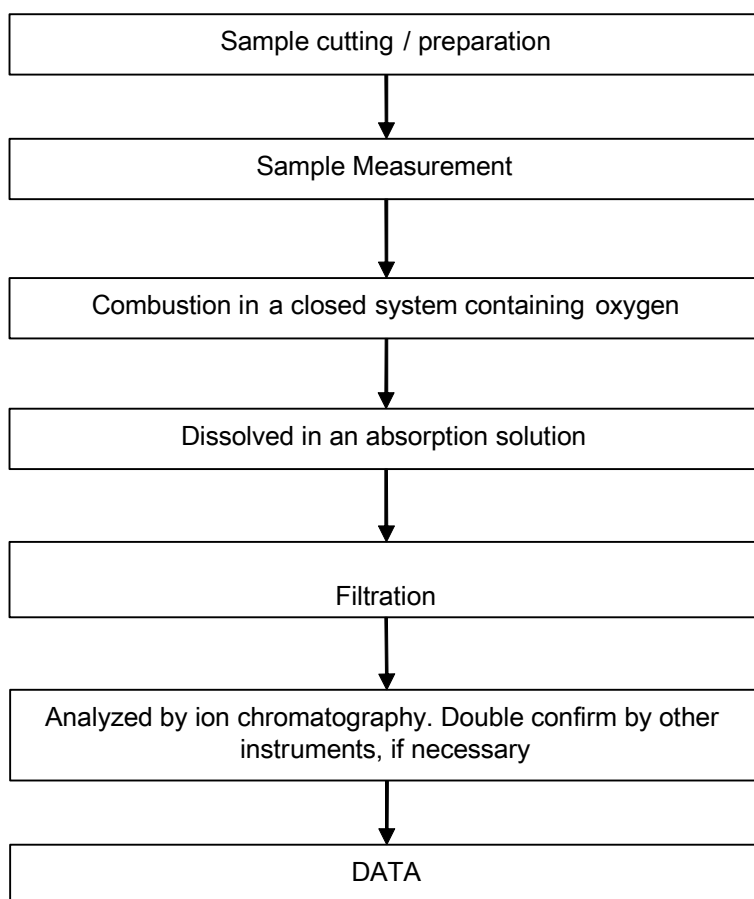 Sample cutting / preparation
Sample Measurement
Combustion in a closed system containing oxygen
Dissolved in an absorption solution
Filtration
Analyzed by ion chromatography. Double confirm by other
instruments, if necessary
DATA